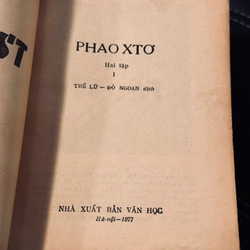 PHAO XTƠ
Hai tập
I
THẾ LỮ — ĐỖ NGOẠN dịch
NHÀ XUẤT BẢN VĂN HỌC
Hà-nội—1977